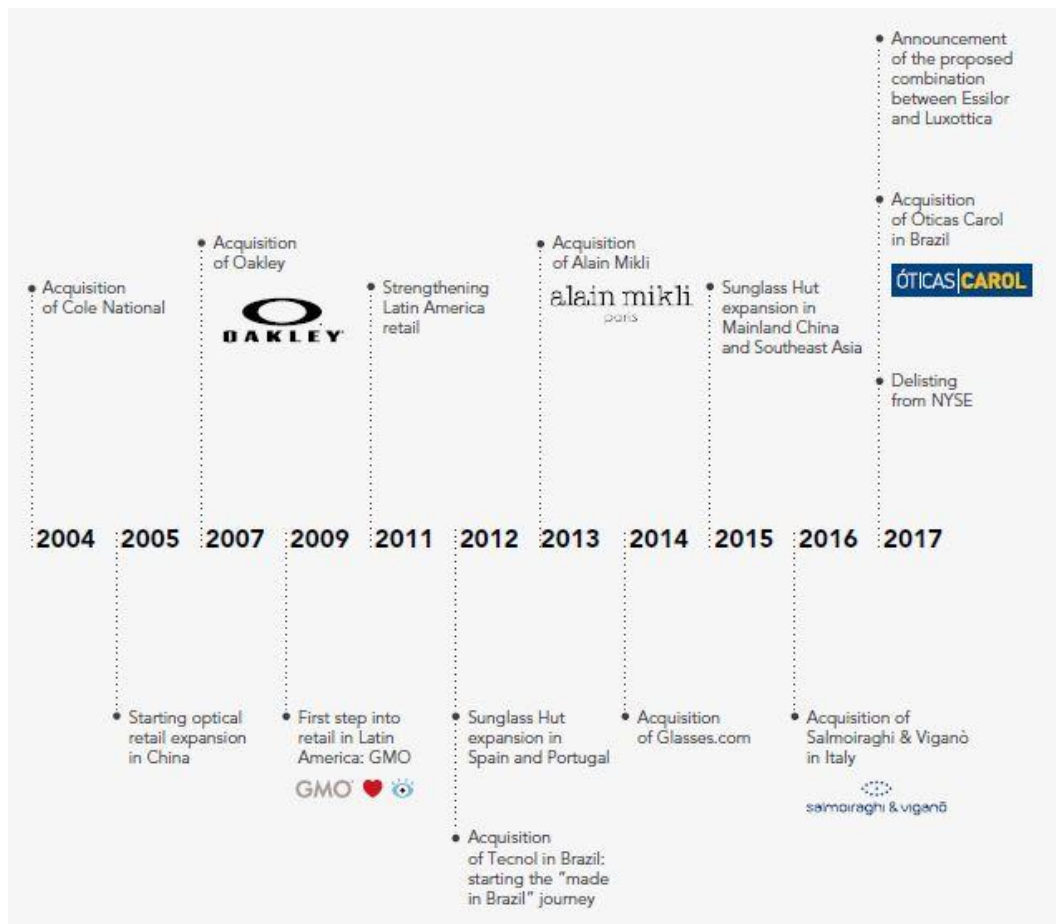 Announcement
of the proposed
combination
between Essilor
and Luxottica
Acquisition
of Óticas Carol
in Brazil
ÓTICAS|CAROL
Delisting
from NYSE
Acquisition
of Cole National
Acquisition
of Oakley
OAKLEY
Strengthening
Latin America
retail
Acquisition
of Alain Mikli
alain mikli
paris
Sunglass Hut
expansion in
Mainland China
and Southeast Asia
2004 2005 2007 2009 2011 2012 2013 2014 2015 2016 2017
Starting optical
retail expansion
in China
First step into
retail in Latin
America: GMO
GMO
Sunglass Hut
expansion in
Spain and Portugal
Acquisition
of Tecnol in Brazil:
starting the “made
in Brazil” journey
Acquisition
of Glasses.com
Acquisition of
Salmoiraghi & Viganò
in Italy
salmoiraghi & viganò